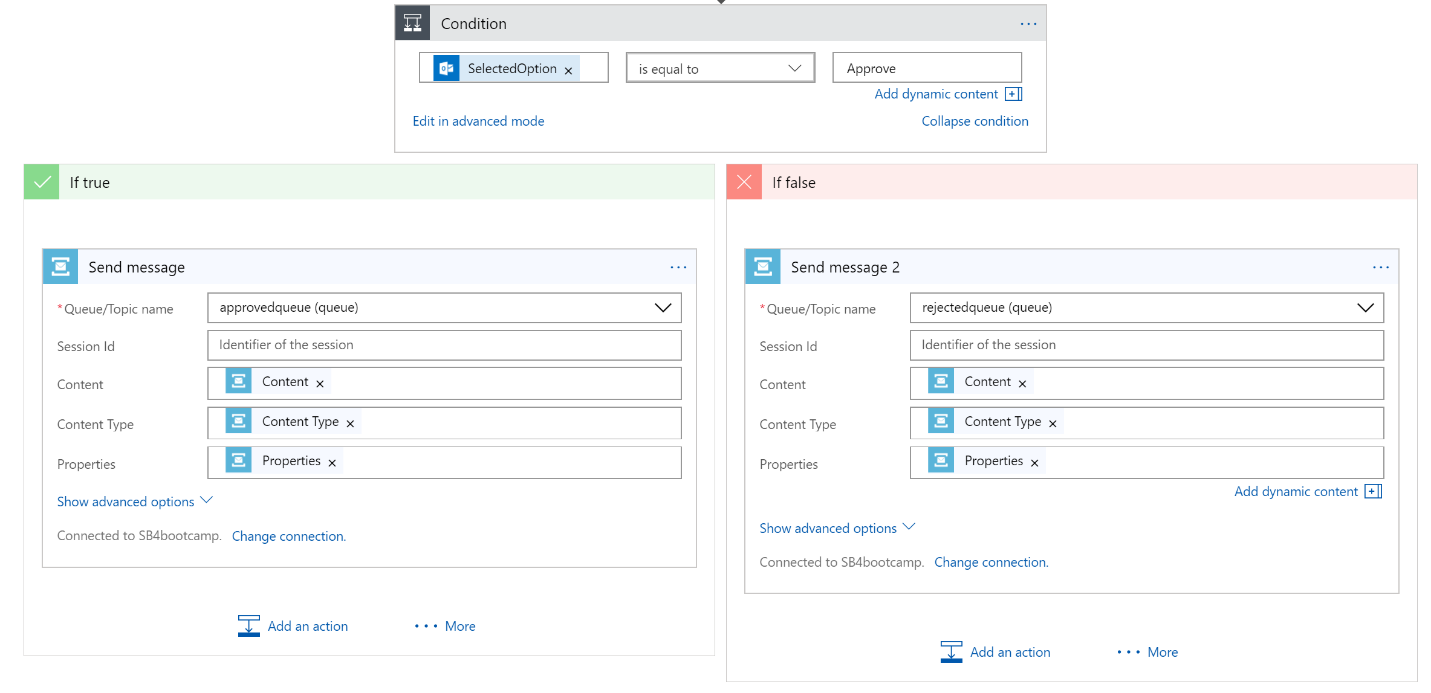 Condition
SelectedOption
is equal to
Approve
Add dynamic content
Edit in advanced mode
Collapse condition
If true
Send message
*Queue/Topic name
approvedqueue (queue)
Session Id
Identifier of the session
Content
Content
Content Type
Content Type
Properties
Properties
Show advanced options
Connected to SB4bootcamp. Change connection.
Add an action
More
If false
Send message 2
*Queue/Topic name
rejectedqueue (queue)
Session Id
Identifier of the session
Content
Content
Content Type
Content Type
Properties
Properties
Add dynamic content
Show advanced options
Connected to SB4bootcamp. Change connection.
Add an action
More